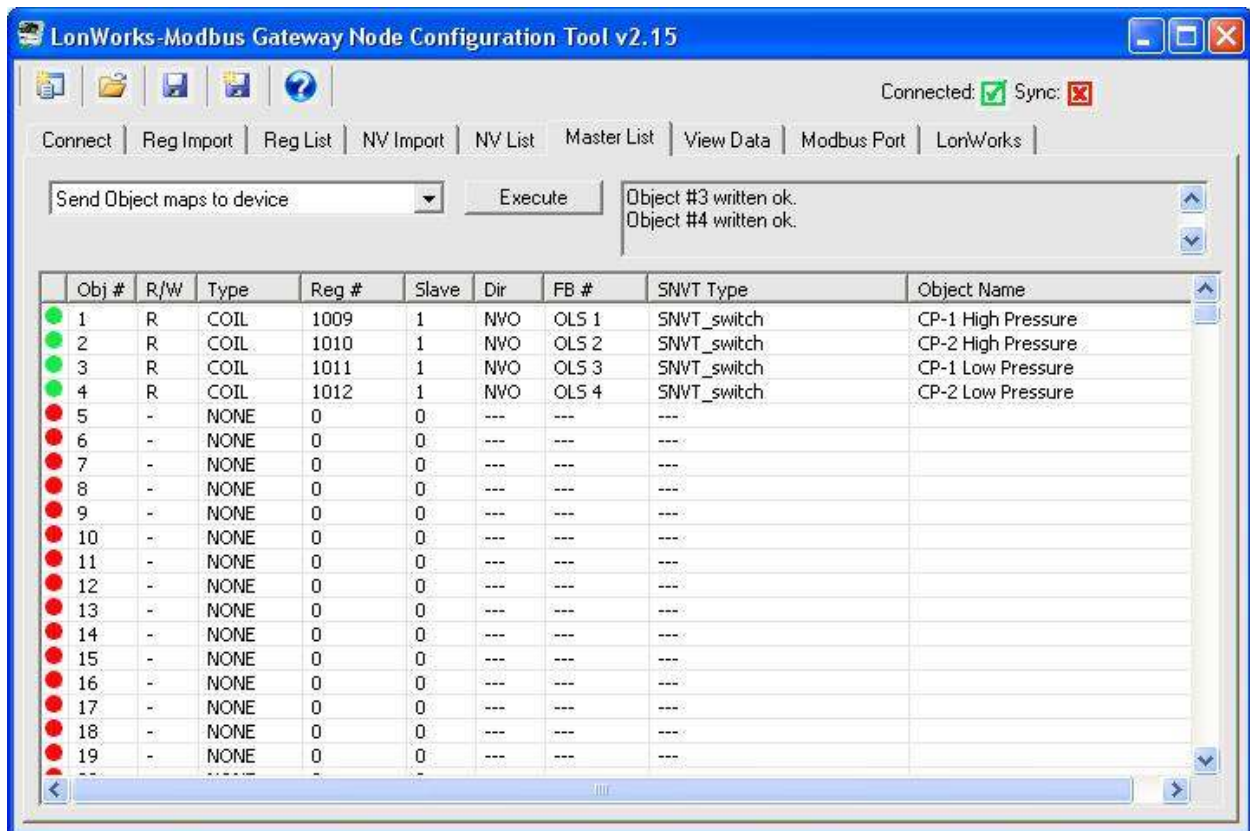 LonWorks-Modbus Gateway Node Configuration Tool v2.15
Connected: Sync:
Connect Reg Import Reg List NV Import NV List Master List View Data Modbus Port LonWorks
Send Object maps to device Execute Object #3 written ok.
Object #4 written ok.
Obj # R/W Type Reg # Slave Dir FB # SNVT Type Object Name
1 R COIL 1009 1 NVO OLS 1 SNVT_switch CP-1 High Pressure
2 R COIL 1010 1 NVO OLS 2 SNVT_switch CP-2 High Pressure
3 R COIL 1011 1 NVO OLS 3 SNVT_switch CP-1 Low Pressure
4 R COIL 1012 1 NVO OLS 4 SNVT_switch CP-2 Low Pressure
5 - NONE 0 0 --- --- ---
6 - NONE 0 0 --- --- ---
7 - NONE 0 0 --- --- ---
8 - NONE 0 0 --- --- ---
9 - NONE 0 0 --- --- ---
10 - NONE 0 0 --- --- ---
11 - NONE 0 0 --- --- ---
12 - NONE 0 0 --- --- ---
13 - NONE 0 0 --- --- ---
14 - NONE 0 0 --- --- ---
15 - NONE 0 0 --- --- ---
16 - NONE 0 0 --- --- ---
17 - NONE 0 0 --- --- ---
18 - NONE 0 0 --- --- ---
19 - NONE 0 0 --- --- ---